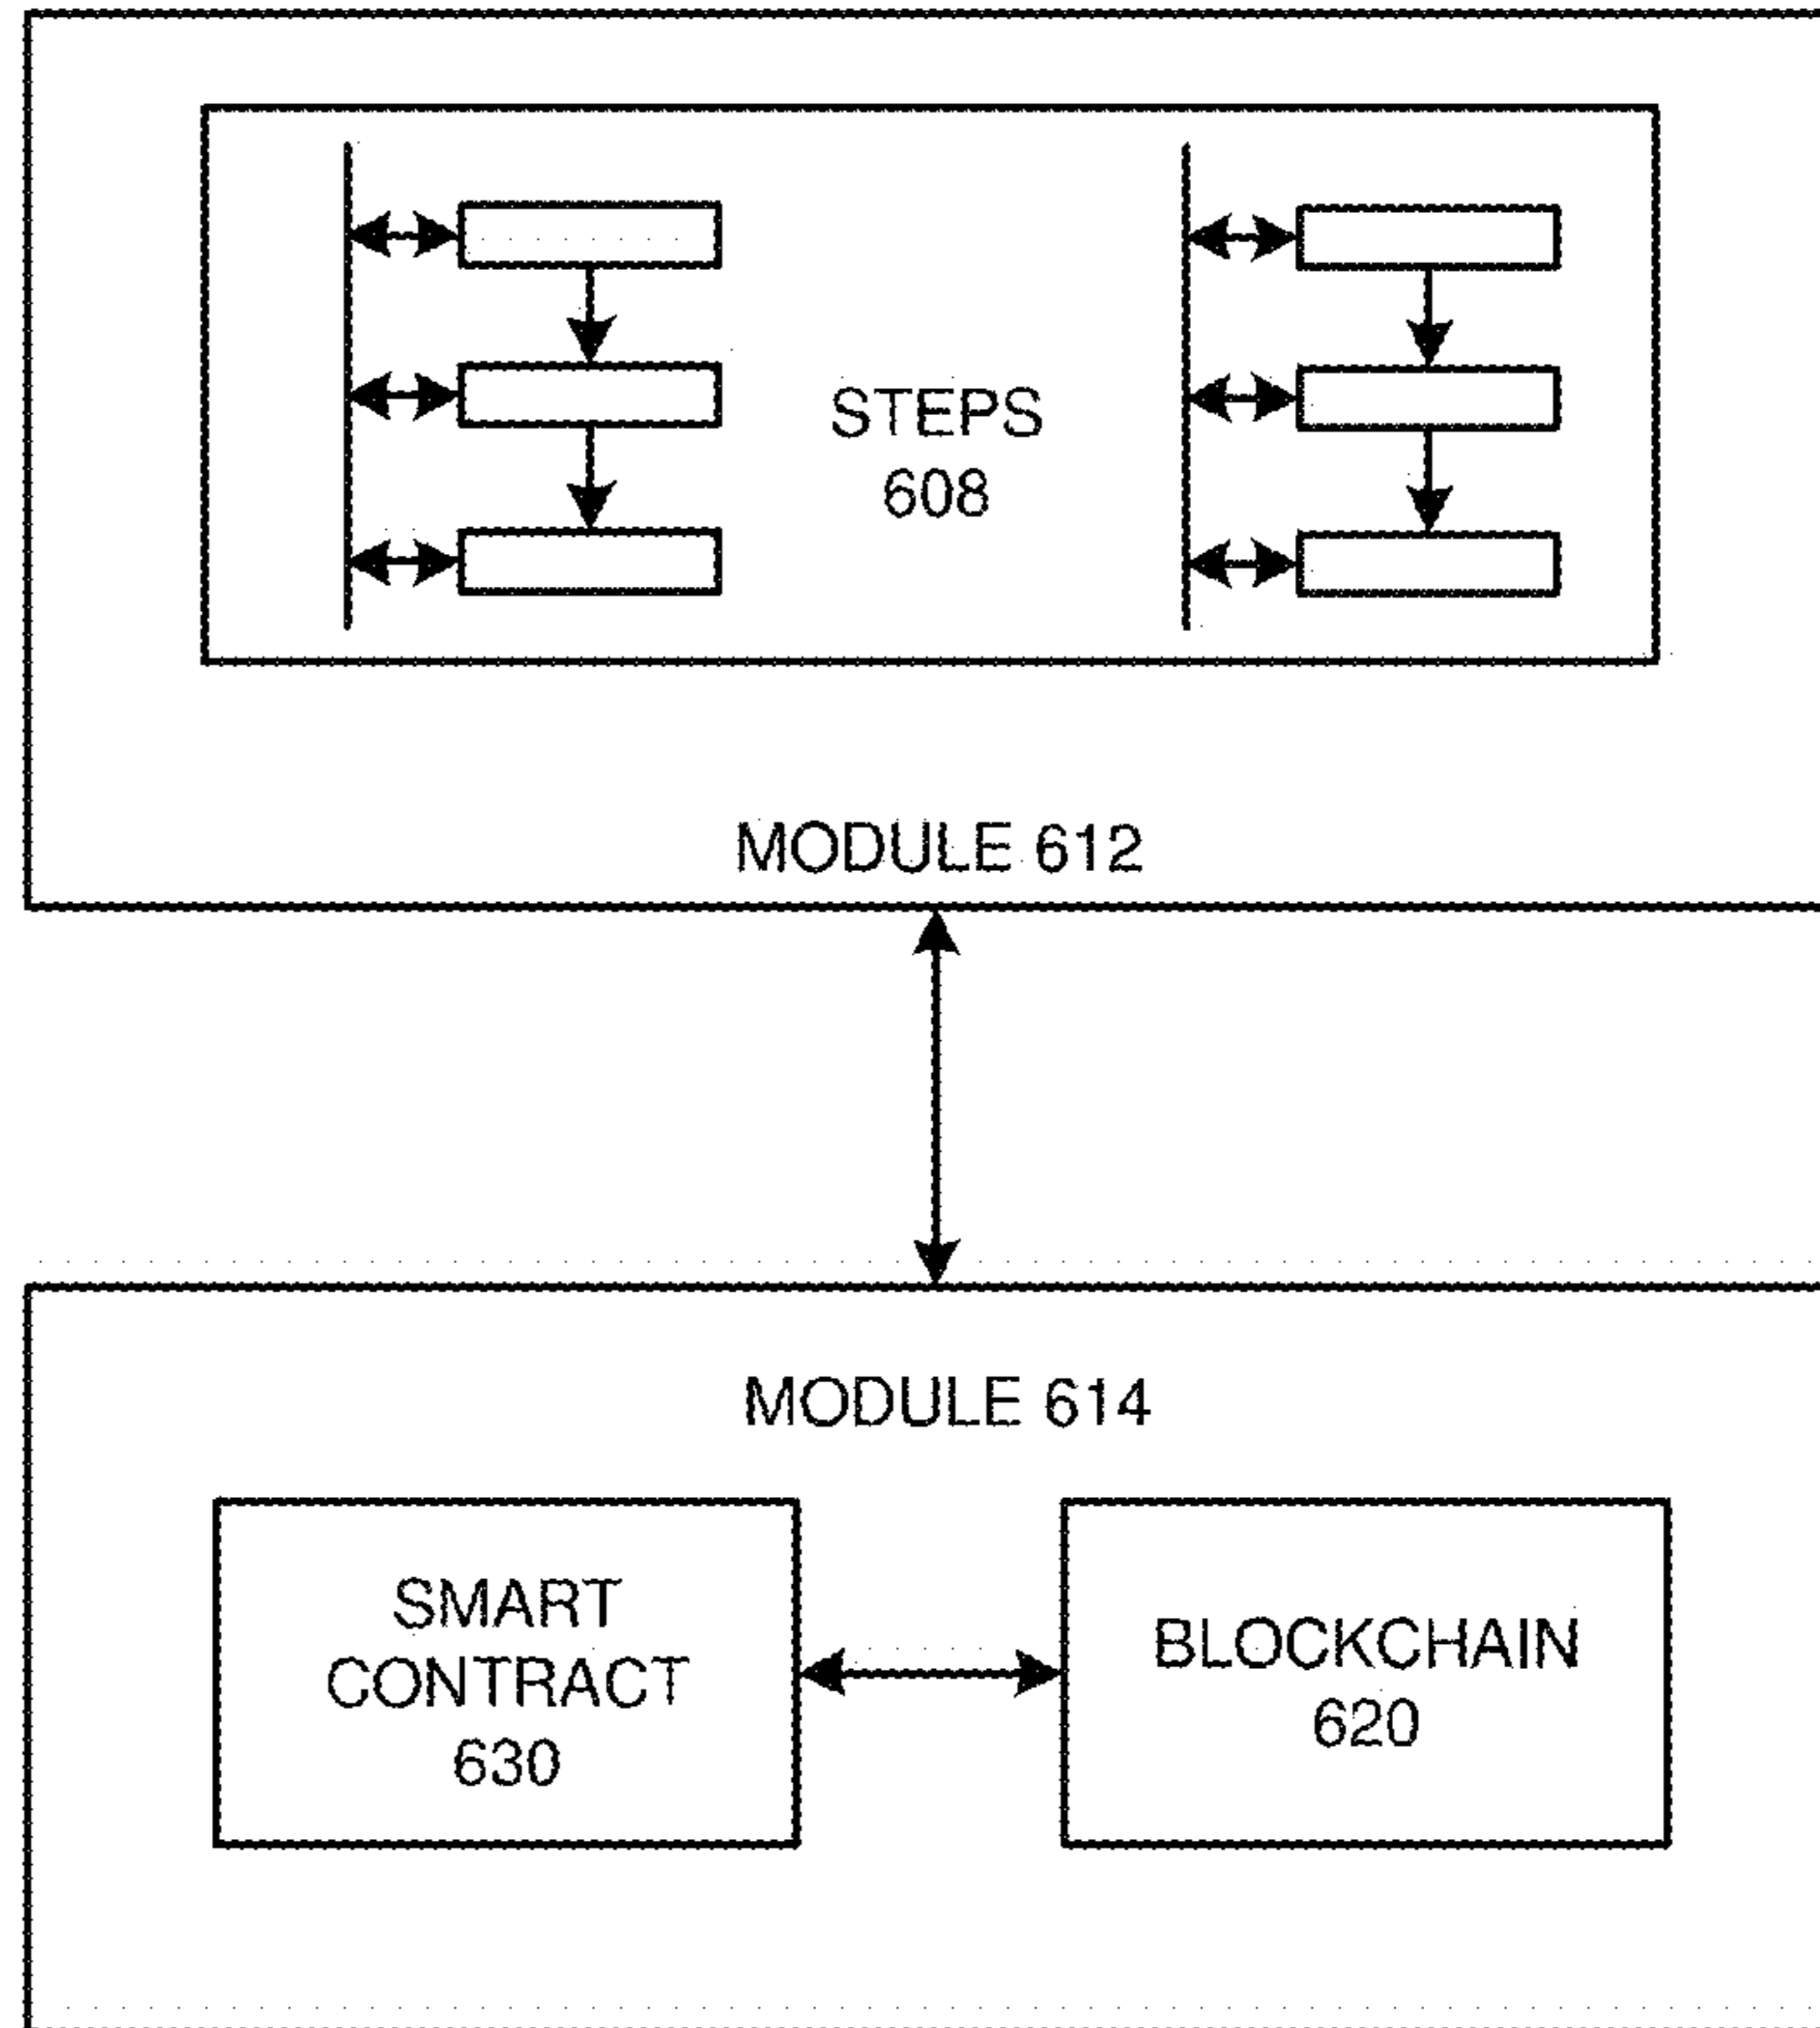 STEPS
608
MODULE 612
MODULE 614
SMART
CONTRACT
630
BLOCKCHAIN
620